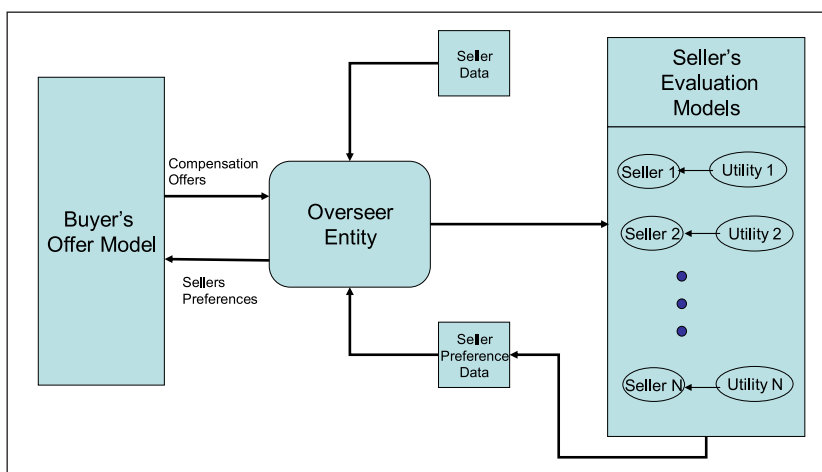 Buyer's
Offer Model
Compensation
Offers
Sellers
Preferences
Overseer
Entity
Seller
Data
Seller
Preference
Data
Seller's
Evaluation
Models
Seller 1
Utility 1
Seller 2
Utility 2
Seller N
Utility N